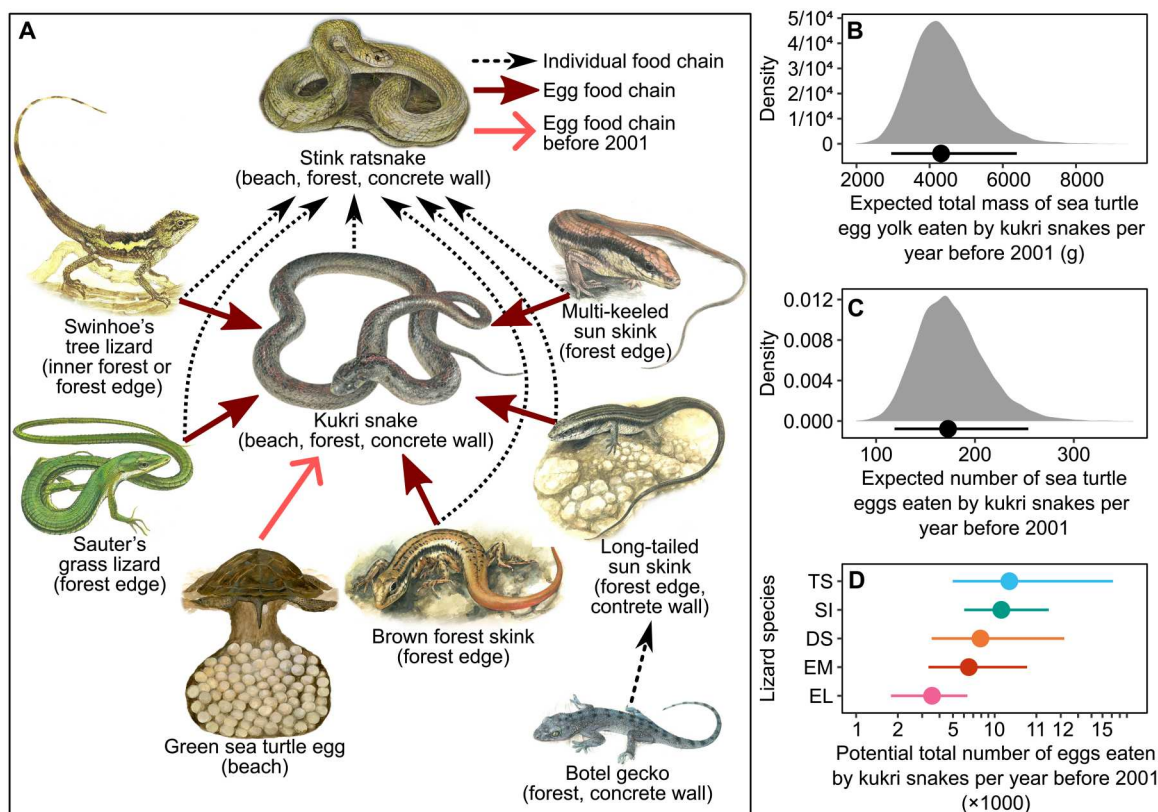 A
Individual food chain
Egg food chain
Egg food chain
before 2001
Stink ratsnake
(beach, forest, concrete wall)
Swinhoe's
tree lizard
(inner forest or
forest edge)
Multi-keeled
sun skink
(forest edge)
Kukri snake
(beach, forest, concrete wall)
Sauter's
grass lizard
(forest edge)
Long-tailed
sun skink
(forest edge,
contrete wall)
Brown forest skink
(forest edge)
Green sea turtle egg
(beach)
Botel gecko
(forest, concrete wall)
B
Density
5/10⁴
4/10⁴
3/10⁴
2/10⁴
1/10⁴
0
2000 4000 6000 8000
Expected total mass of sea turtle
egg yolk eaten by kukri snakes per
year before 2001 (g)
C
Density
0.012
0.008
0.004
0.000
100 200 300
Expected number of sea turtle
eggs eaten by kukri snakes per
year before 2001
D
Lizard species
TS
SI
DS
EM
EL
1 2 5 10 11 12 15
Potential total number of eggs eaten
by kukri snakes per year before 2001
(×1000)